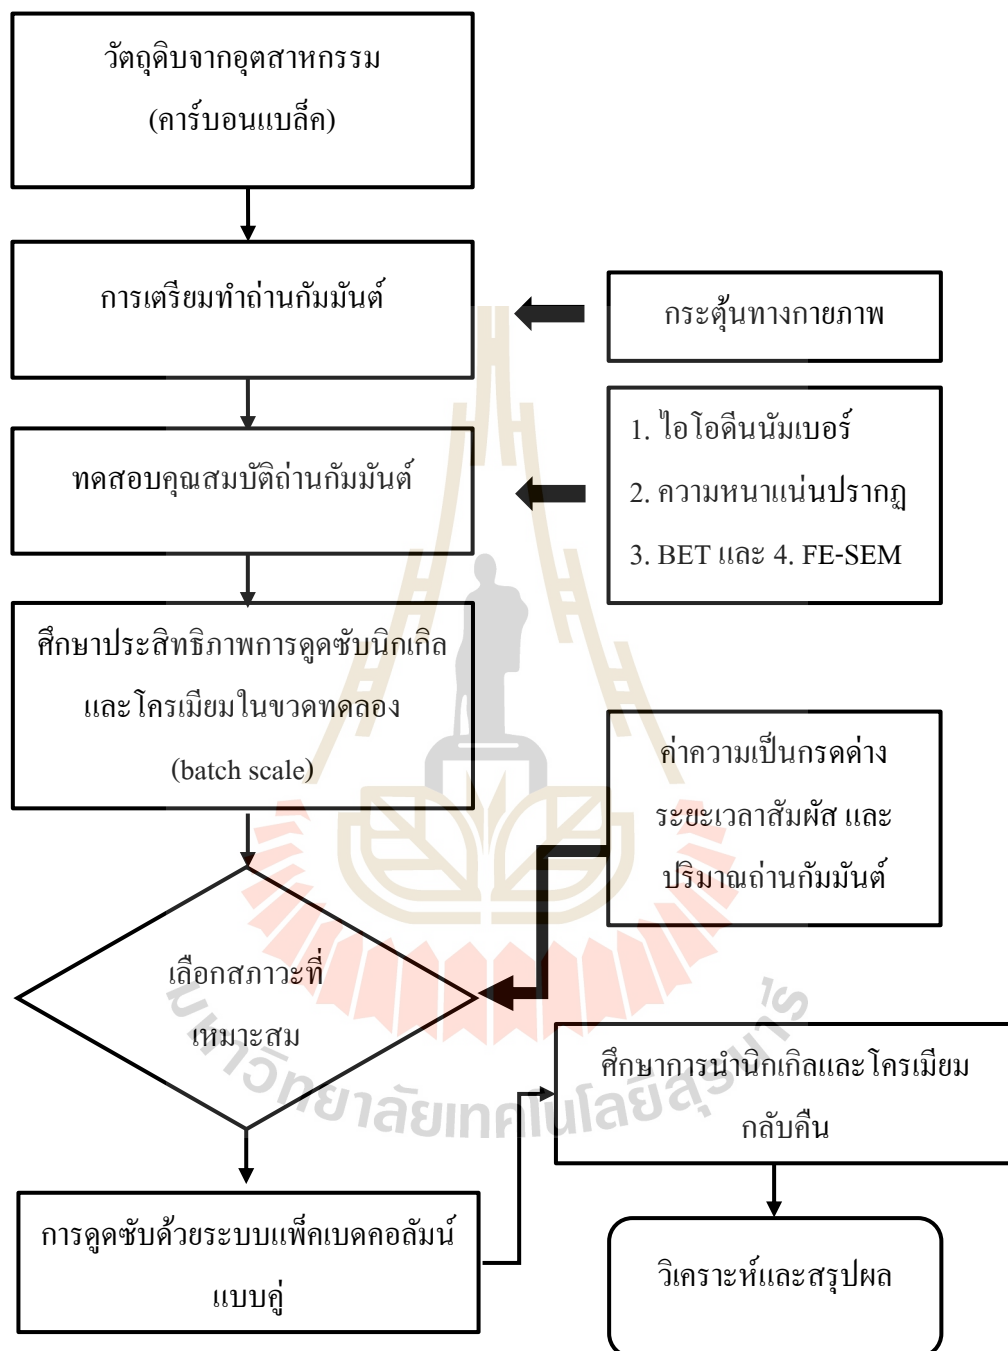 วัตถุดิบจากอุตสาหกรรม
(คาร์บอนแบล็ค)
การเตรียมทำถ่านกัมมันต์
กระตุ้นทางกายภาพ
ทดสอบคุณสมบัติถ่านกัมมันต์
1. ไอโอดีนนัมเบอร์
2. ความหนาแน่นปรากฏ
3. BET และ 4. FE-SEM
ศึกษาประสิทธิภาพการดูดซับนิกเกิล
และโครเมียมในขวดทดลอง
(batch scale)
ค่าความเป็นกรดด่าง
ระยะเวลาสัมผัส และ
ปริมาณถ่านกัมมันต์
เลือกสภาวะที่
เหมาะสม
การดูดซับด้วยระบบแพ็คเบดคอลัมน์
แบบคู่
ศึกษาการนำนิกเกิลและโครเมียม
กลับคืน
วิเคราะห์และสรุปผล
มหาวิทยาลัยเทคโนโลยีสุรนารี